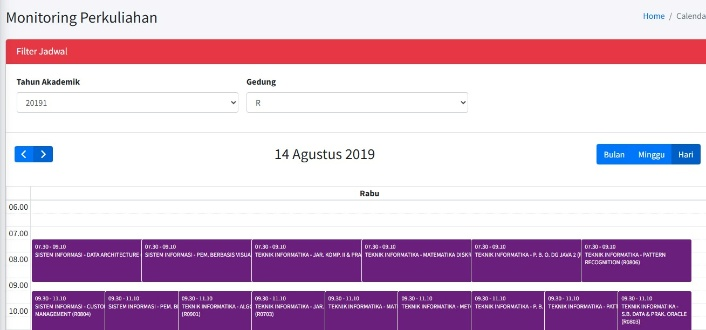 Monitoring Perkuliahan
Home / Calenda
Filter Jadwal
Tahun Akademik
Gedung
20191
R
14 Agustus 2019
Bulan
Minggu
Hari
Rabu
06.00
07.00
07.30 - 09.10
SISTEM INFORMASI - DATA ARCHITECTURE
07.30 - 09.10
SISTEM INFORMASI - PEM. BERBASIS VISUA
07.30 - 09.10
TEKNIK INFORMATIKA - JAR. KOMP. II & PRA
07.30 - 09.10
TEKNIK INFORMATIKA - MATEMATIKA DISKR
07.30 - 09.10
TEKNIK INFORMATIKA - P. B. O. DG JAVA 2 (
07.30 - 09.10
TEKNIK INFORMATIKA - PATTERN
RECOGNITION (R0806)
08.00
09.00
09.30 - 11.10
SISTEM INFORMASI - CUSTO
MANAGEMENT (R0804)
09.30 - 11.10
SISTEM INFORMASI - PEM. B
09.30 - 11.10
TEKNIK INFORMATIKA - ALGO
(R0901)
09.30 - 11.10
TEKNIK INFORMATIKA - JAR.
(R0703)
09.30 - 11.10
TEKNIK INFORMATIKA - MAT
09.30 - 11.10
TEKNIK INFORMATIKA - MET
09.30 - 11.10
TEKNIK INFORMATIKA - P. B.
09.30 - 11.10
TEKNIK INFORMATIKA - PAT
09.30 - 11.10
TEKNIK INFORMATIKA -
S.B. DATA & PRAK. ORACLE
(R0803)
10.00